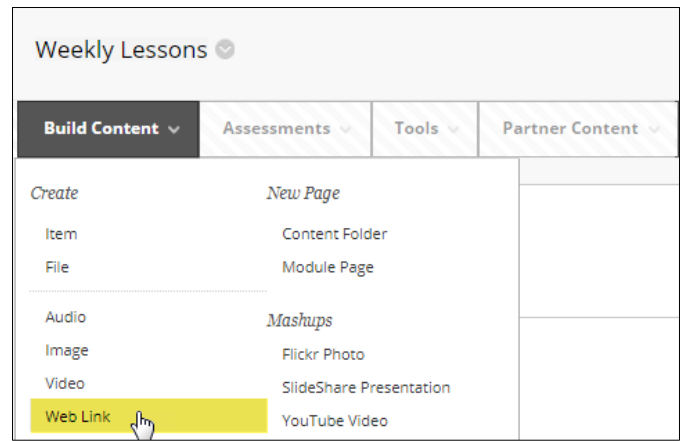 Weekly Lessons
Build Content
Assessments
Tools
Partner Content
Create
Item
File
Audio
Image
Video
Web Link
New Page
Content Folder
Module Page
Mashups
Flickr Photo
SlideShare Presentation
YouTube Video